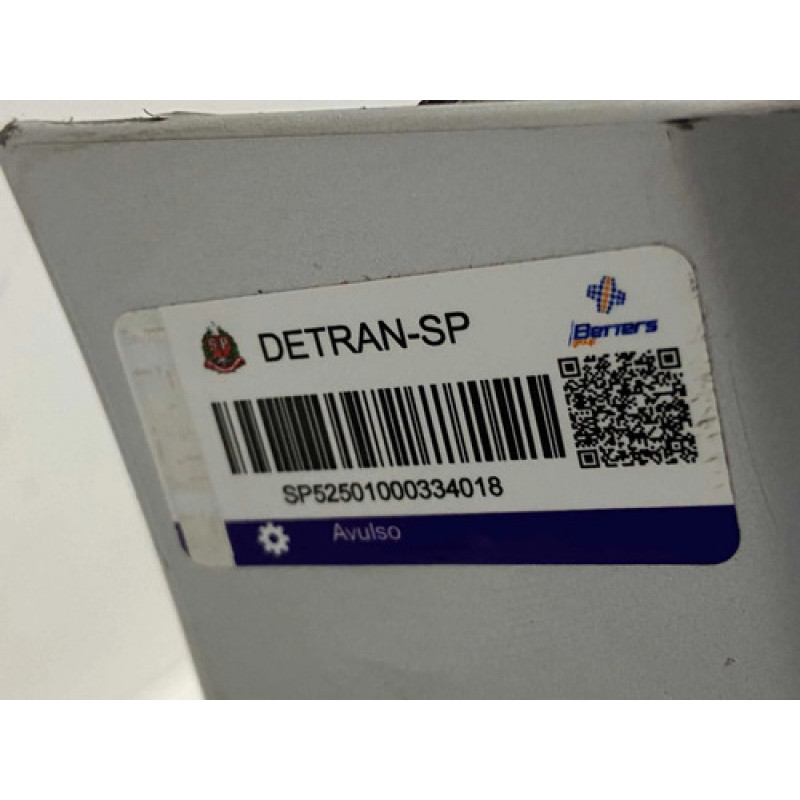 DETRAN-SP
Betters
SP52501000334018
Avulso